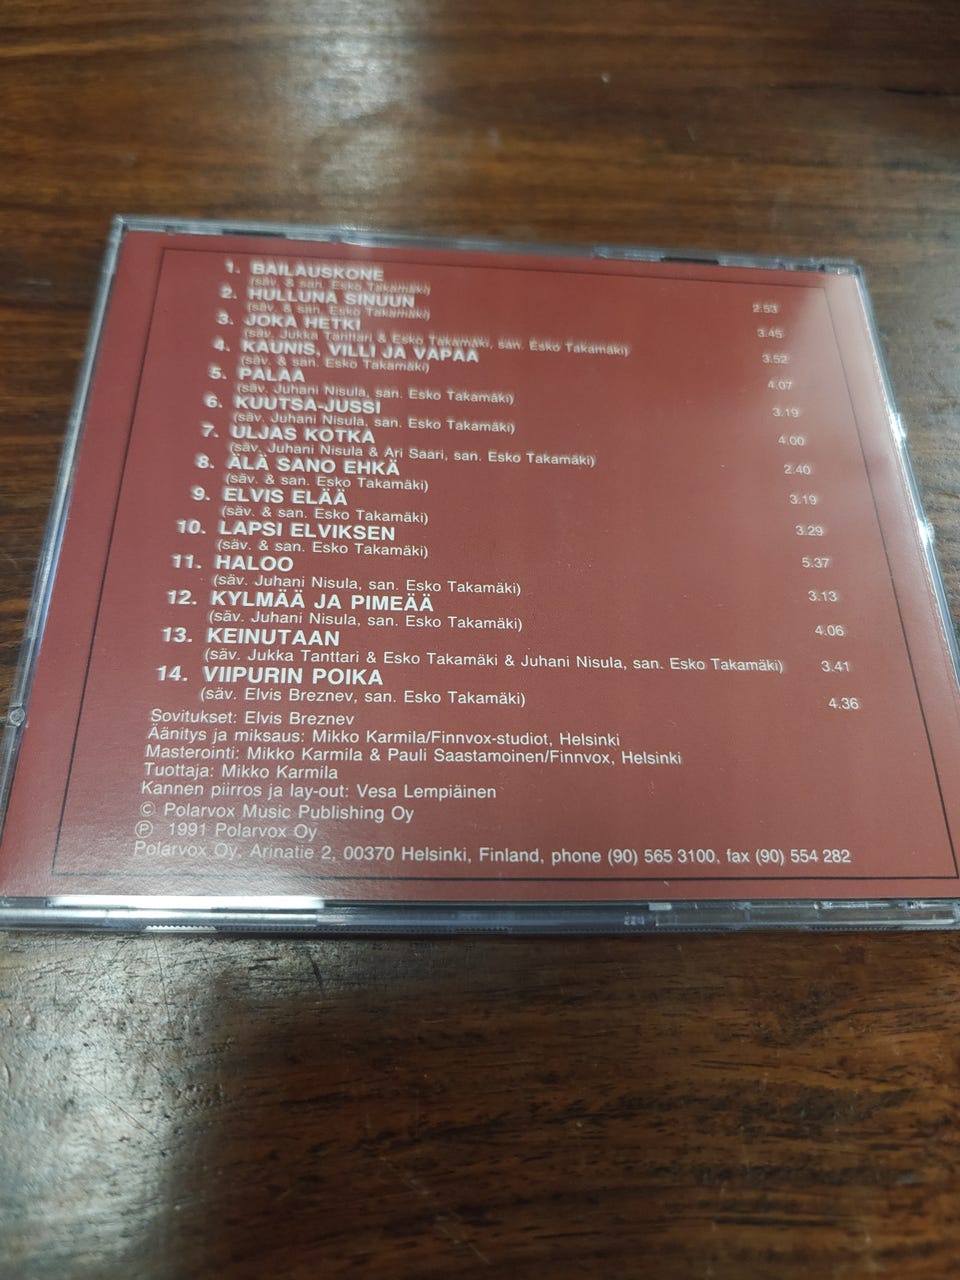 1. BAILAUSKONE
(säv. & san. Esko Takamäki) 2.53
2. HULLUNA SINUUN
(säv. & san. Esko Takamäki) 3.45
3. JOKA HETKI
(säv. Jukka Tanttari & Esko Takamäki, san. Esko Takamäki) 3.52
4. KAUNIS, VILLI JA VAPAA
(säv. & san. Esko Takamäki) 4.07
5. PALAA
(säv. Juhani Nisula, san. Esko Takamäki) 3.19
6. KUUTSA-JUSSI
(säv. Juhani Nisula, san. Esko Takamäki) 4.00
7. ULJAS KOTKA
(säv. Juhani Nisula & Ari Saari, san. Esko Takamäki) 2.40
8. ÄLÄ SANO EHKÄ
(säv. & san. Esko Takamäki) 3.19
9. ELVIS ELÄÄ
(säv. & san. Esko Takamäki) 3.29
10. LAPSI ELVIKSEN
(säv. & san. Esko Takamäki) 5.37
11. HALOO
(säv. Juhani Nisula, san. Esko Takamäki) 3.13
12. KYLMÄÄ JA PIMEÄÄ
(säv. Juhani Nisula, san. Esko Takamäki) 4.06
13. KEINUTAAN
(säv. Jukka Tanttari & Esko Takamäki & Juhani Nisula, san. Esko Takamäki) 3.41
14. VIIPURIN POIKA
(säv. Elvis Breznev, san. Esko Takamäki) 4.36
Sovitukset: Elvis Breznev
Äänitys ja miksaus: Mikko Karmila/Finnvox-studiot, Helsinki
Masterointi: Mikko Karmila & Pauli Saastamoinen/Finnvox, Helsinki
Tuottaja: Mikko Karmila
Kannen piirros ja lay-out: Vesa Lempiäinen
© Polarvox Music Publishing Oy
℗ 1991 Polarvox Oy
Polarvox Oy, Arinatie 2, 00370 Helsinki, Finland, phone (90) 565 3100, fax (90) 554 282